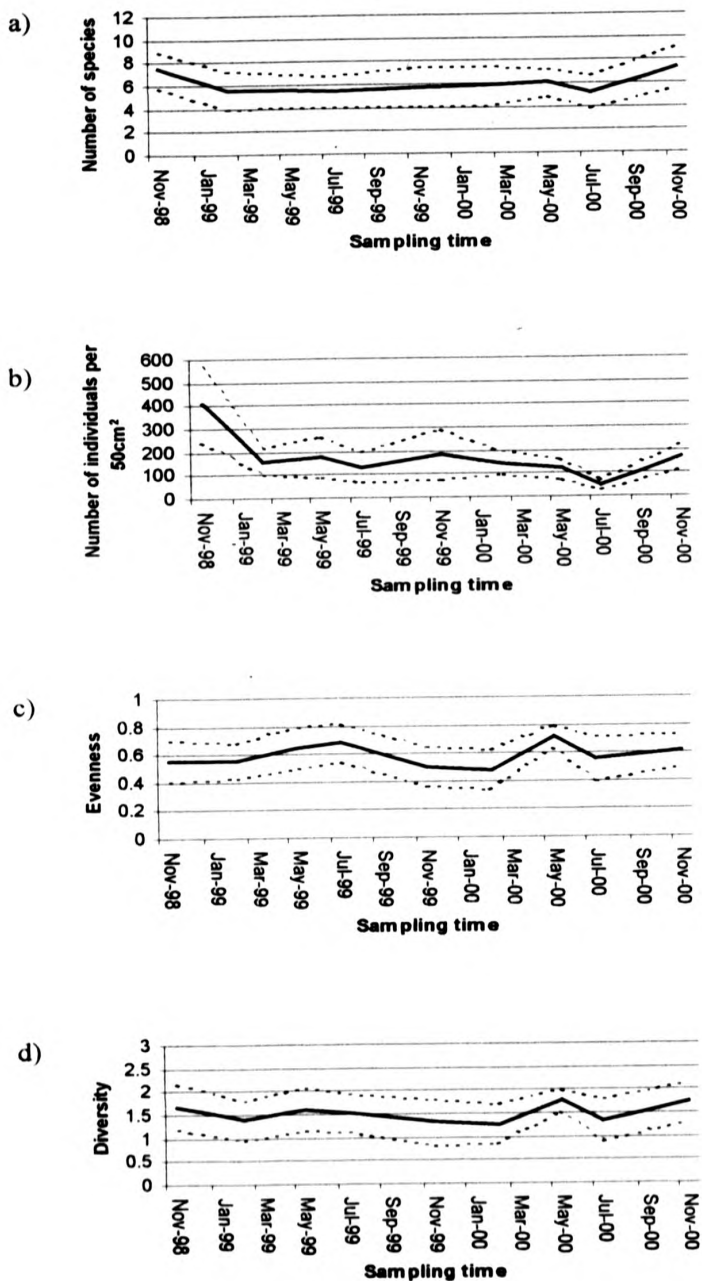 a)
Number of species
12
10
8
6
4
2
0
Nov-98
Jan-99
Mar-99
May-99
Jul-99
Sep-99
Nov-99
Jan-00
Mar-00
May-00
Jul-00
Sep-00
Nov-00
Sampling time
b)
Number of individuals per
50cm²
600
500
400
300
200
100
0
Nov-98
Jan-99
Mar-99
May-99
Jul-99
Sep-99
Nov-99
Jan-00
Mar-00
May-00
Jul-00
Sep-00
Nov-00
Sampling time
c)
Evenness
1
0.8
0.6
0.4
0.2
0
Nov-98
Jan-99
Mar-99
May-99
Jul-99
Sep-99
Nov-99
Jan-00
Mar-00
May-00
Jul-00
Sep-00
Nov-00
Sampling time
d)
Diversity
3
2.5
2
1.5
1
0.5
0
Nov-98
Jan-99
Mar-99
May-99
Jul-99
Sep-99
Nov-99
Jan-00
Mar-00
May-00
Jul-00
Sep-00
Nov-00
Sampling time